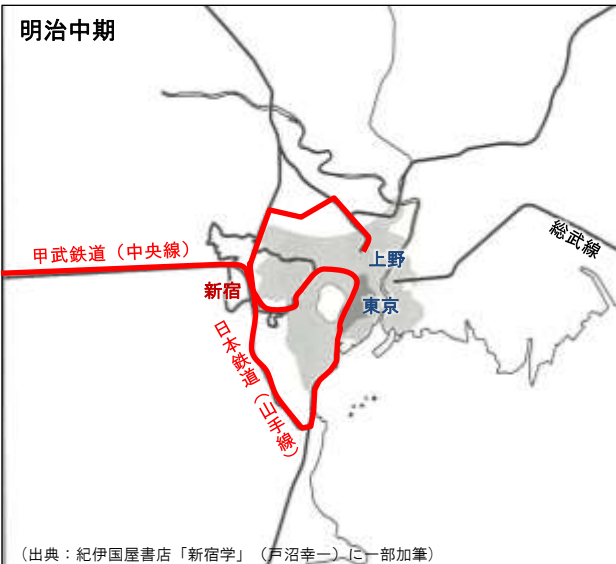 明治中期
総武線
甲武鉄道（中央線）
上野
新宿
東京
日本鉄道（山手線）
（出典：紀伊国屋書店「新宿学」（戸沼幸一）に一部加筆）